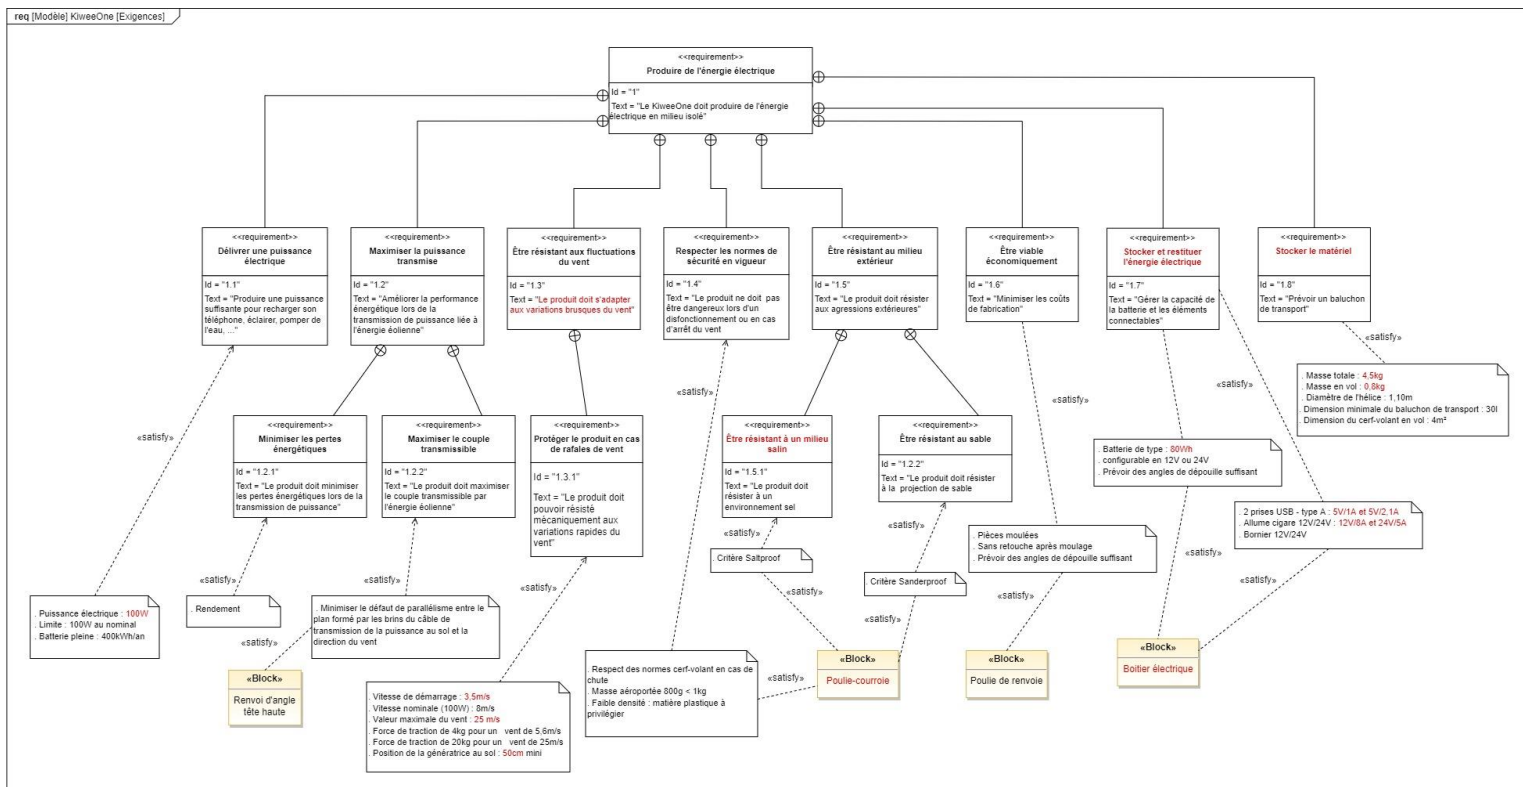 req [Modèle] KiweeOne [Exigences]
<<requirement>>
Produire de l'énergie électrique
Id = "1"
Text = "Le KiweeOne doit produire de l'énergie
électrique en milieu isolé"
<<requirement>>
Délivrer une puissance
électrique
Id = "1.1"
Text = "Produire une puissance
suffisante pour recharger son
téléphone, éclairer, pomper de
l'eau, ..."
<<requirement>>
Maximiser la puissance
transmise
Id = "1.2"
Text = "Améliorer la performance
énergétique lors de la
transmission de puissance liée à
l'énergie éolienne"
<<requirement>>
Être résistant aux fluctuations
du vent
Id = "1.3"
Text = "Le produit doit s'adapter
aux variations brusques du vent"
<<requirement>>
Respecter les normes de
sécurité en vigueur
Id = "1.4"
Text = "Le produit ne doit pas
être dangereux lors d'un
disfonctionnement ou en cas
d'arrêt du vent
<<requirement>>
Être résistant au milieu
extérieur
Id = "1.5"
Text = "Le produit doit résister
aux agressions extérieures"
<<requirement>>
Être viable
économiquement
Id = "1.6"
Text = "Minimiser les coûts
de fabrication"
<<requirement>>
Stocker et restituer
l'énergie électrique
Id = "1.7"
Text = "Gérer la capacité de
la batterie et les éléments
connectables"
<<requirement>>
Stocker le matériel
Id = "1.8"
Text = "Prévoir un baluchon
de transport"
«satisfy»
. Masse totale : 4,5kg
. Masse en vol : 0,8kg
. Diamètre de l'hélice : 1,10m
. Dimension minimale du baluchon de transport : 30l
. Dimension du cerf-volant en vol : 4m²
«satisfy»
«satisfy»
«satisfy»
«satisfy»
<<requirement>>
Minimiser les pertes
énergétiques
Id = "1.2.1"
Text = "Le produit doit minimiser
les pertes énergétiques lors de la
transmission de puissance"
<<requirement>>
Maximiser le couple
transmissible
Id = "1.2.2"
Text = "Le produit doit maximiser
le couple transmissible par
l'énergie éolienne"
<<requirement>>
Protéger le produit en cas
de rafales de vent
Id = "1.3.1"
Text = "Le produit doit
pouvoir résisté
mécaniquement aux
variations rapides du
vent"
<<requirement>>
Être résistant à un milieu
salin
Id = "1.5.1"
Text = "Le produit doit
résister à un
environnement sel
<<requirement>>
Être résistant au sable
Id = "1.2.2"
Text = "Le produit doit résister
à la projection de sable
. Batterie de type : 80Wh
. configurable en 12V ou 24V
. Prévoir des angles de dépouille suffisant
. 2 prises USB - type A : 5V/1A et 5V/2,1A
. Allume cigare 12V/24V : 12V/8A et 24V/5A
. Bornier 12V/24V
«satisfy»
«satisfy»
. Pièces moulées
. Sans retouche après moulage
. Prévoir des angles de dépouille suffisant
. Critère Saltproof
. Critère Sanderproof
«satisfy»
«satisfy»
«satisfy»
«satisfy»
«satisfy»
. Puissance électrique : 100W
. Limite : 100W au nominal
. Batterie pleine : 400kWh/an
. Rendement
. Minimiser le défaut de parallélisme entre le
plan formé par les brins du câble de
transmission de la puissance au sol et la
direction du vent
«satisfy»
«satisfy»
«satisfy»
«satisfy»
«satisfy»
«Block»
Renvoi d'angle
tête haute
. Vitesse de démarrage : 3,5m/s
. Vitesse nominale (100W) : 8m/s
. Valeur maximale du vent : 25 m/s
. Force de traction de 4kg pour un vent de 5,6m/s
. Force de traction de 20kg pour un vent de 25m/s
. Position de la génératrice au sol : 50cm mini
. Respect des normes cerf-volant en cas de
chute
. Masse aéroportée 800g < 1kg
. Faible densité : matière plastique à
privilégier
«satisfy»
«Block»
Poulie-courroie
«Block»
Poulie de renvoie
«Block»
Boitier électrique